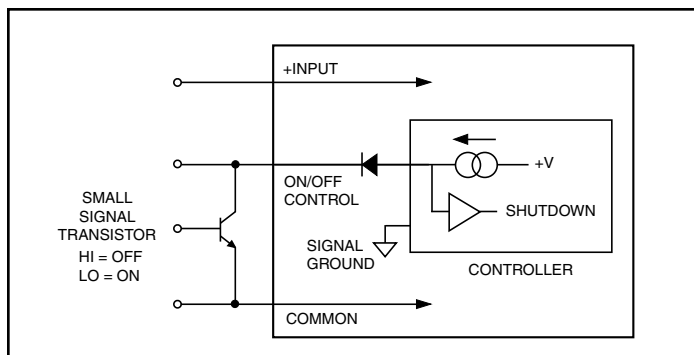 +INPUT
ON/OFF
CONTROL
+V
SHUTDOWN
SMALL
SIGNAL
TRANSISTOR
HI = OFF
LO = ON
SIGNAL
GROUND
CONTROLLER
COMMON